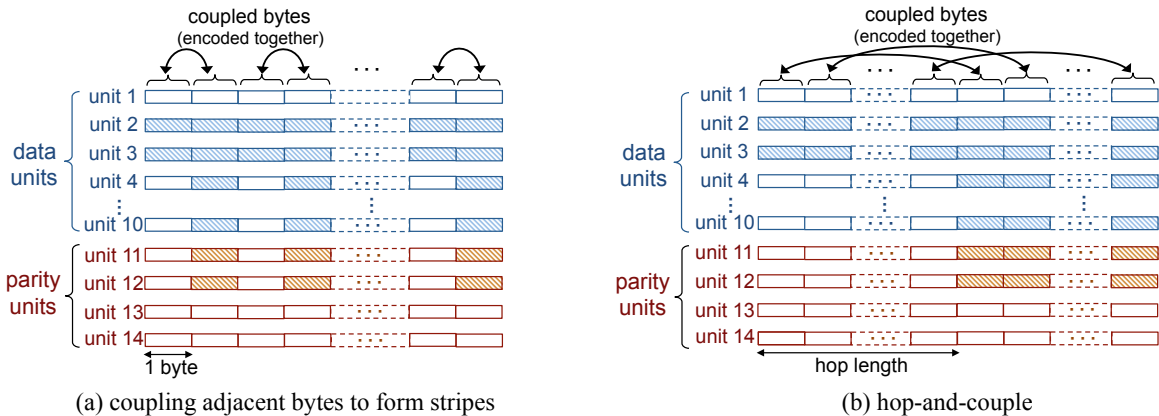 coupled bytes
(encoded together)
...
unit 1
unit 2
...
unit 3
...
unit 4
...
unit 10
...
data
units
unit 11
...
unit 12
...
unit 13
...
unit 14
...
parity
units
1 byte
(a) coupling adjacent bytes to form stripes
coupled bytes
(encoded together)
... ...
unit 1
... ...
unit 2
... ...
unit 3
... ...
unit 4
... ...
unit 10
... ...
data
units
unit 11
... ...
unit 12
... ...
unit 13
... ...
unit 14
... ...
parity
units
hop length
(b) hop-and-couple